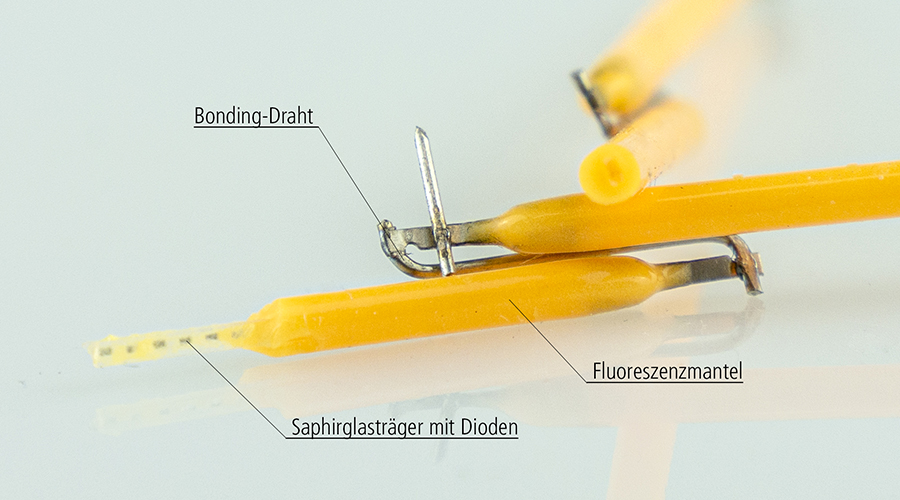 Bonding-Draht
Fluoreszenzmantel
Saphirglasträger mit Dioden